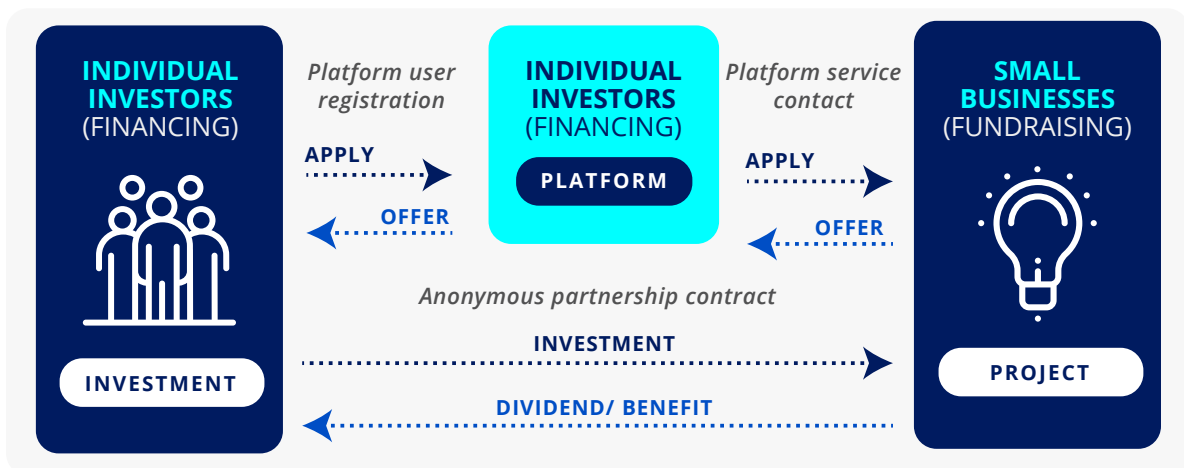 INDIVIDUAL
INVESTORS
(FINANCING)
INVESTMENT
Platform user
registration
APPLY
OFFER
INDIVIDUAL
INVESTORS
(FINANCING)
PLATFORM
Platform service
contact
APPLY
OFFER
Anonymous partnership contract
INVESTMENT
DIVIDEND/ BENEFIT
SMALL
BUSINESSES
(FUNDRAISING)
PROJECT